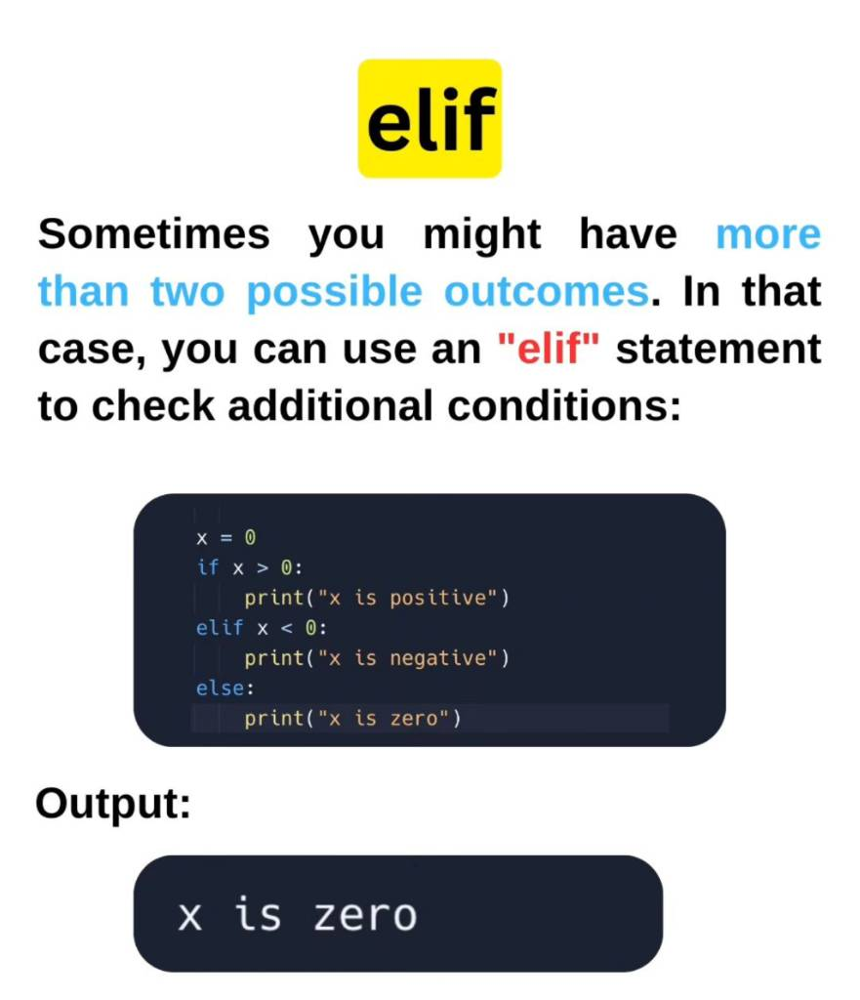 elif
Sometimes you might have more
than two possible outcomes. In that
case, you can use an "elif" statement
to check additional conditions:
x = 0
if x > 0:
    print("x is positive")
elif x < 0:
    print("x is negative")
else:
    print("x is zero")
Output:
x is zero